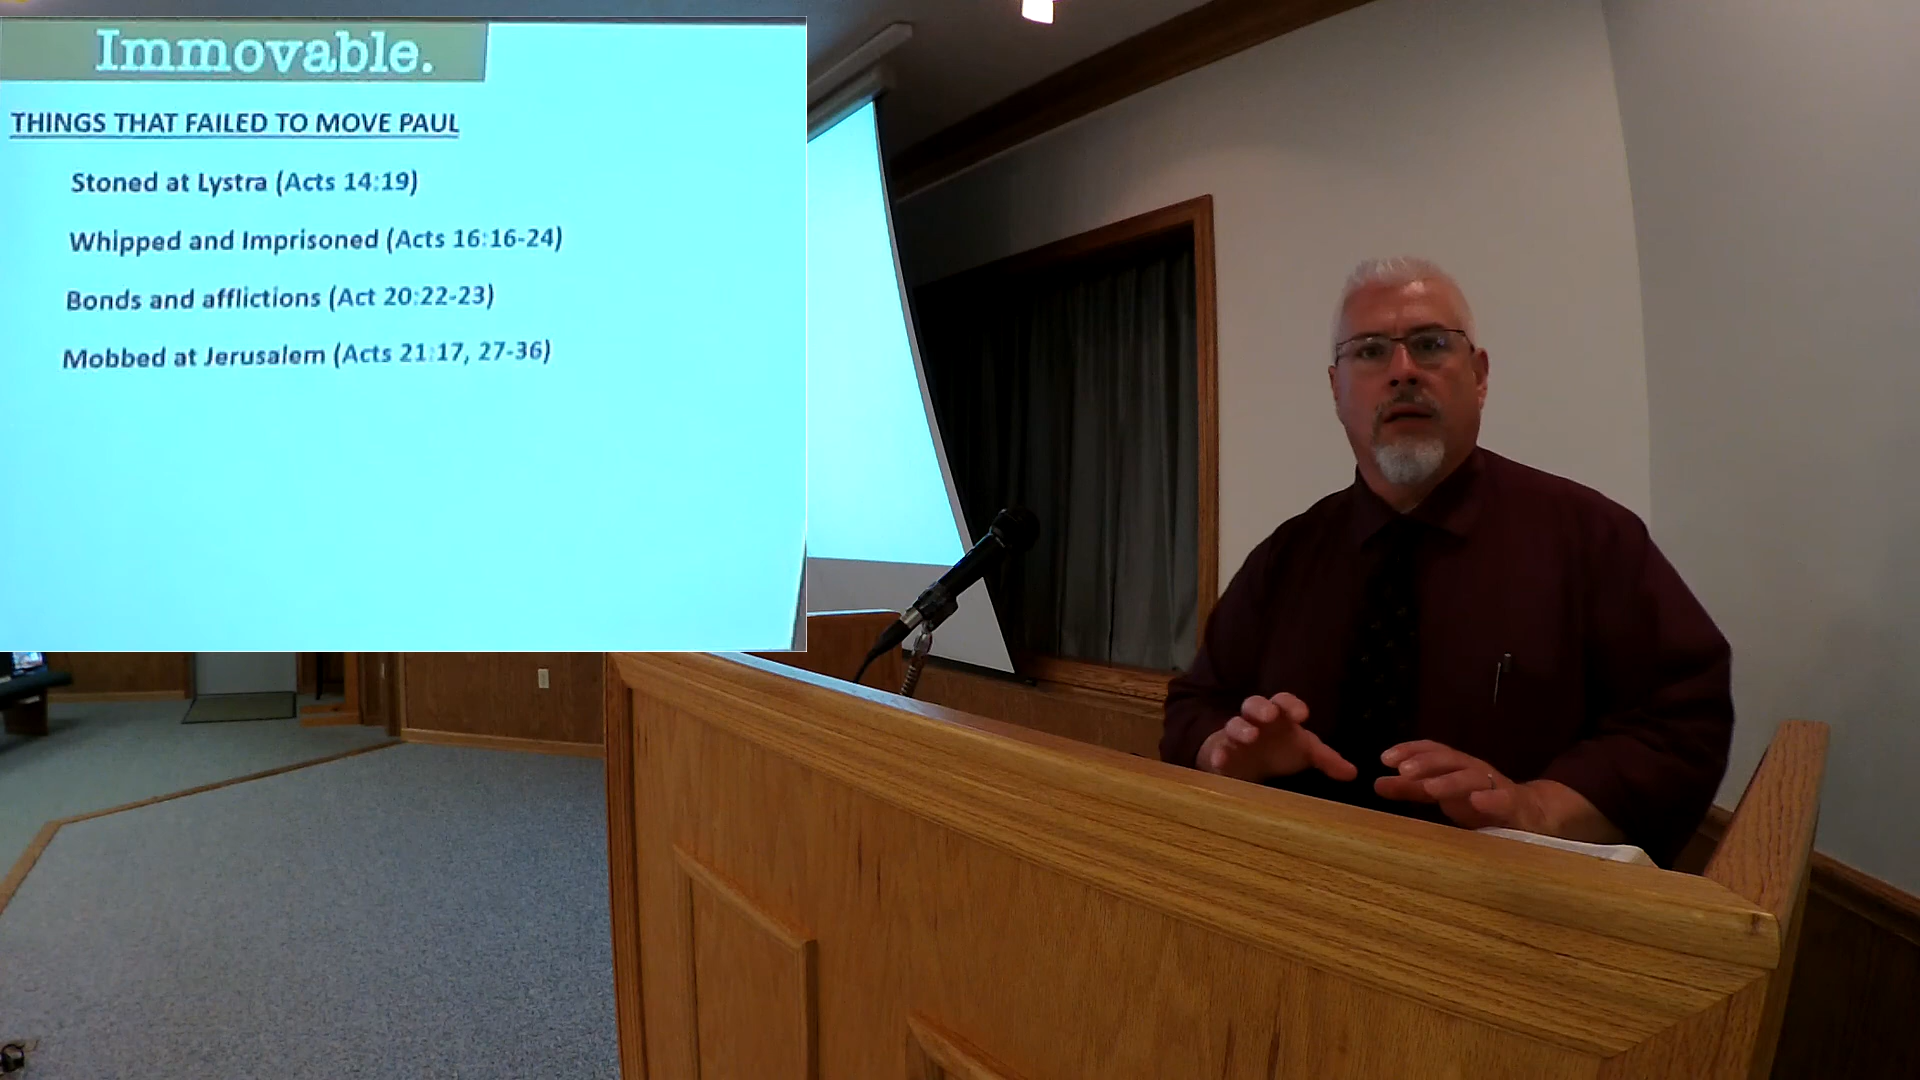 Immovable.
THINGS THAT FAILED TO MOVE PAUL
Stoned at Lystra (Acts 14:19)
Whipped and Imprisoned (Acts 16:16-24)
Bonds and afflictions (Act 20:22-23)
Mobbed at Jerusalem (Acts 21:17, 27-36)